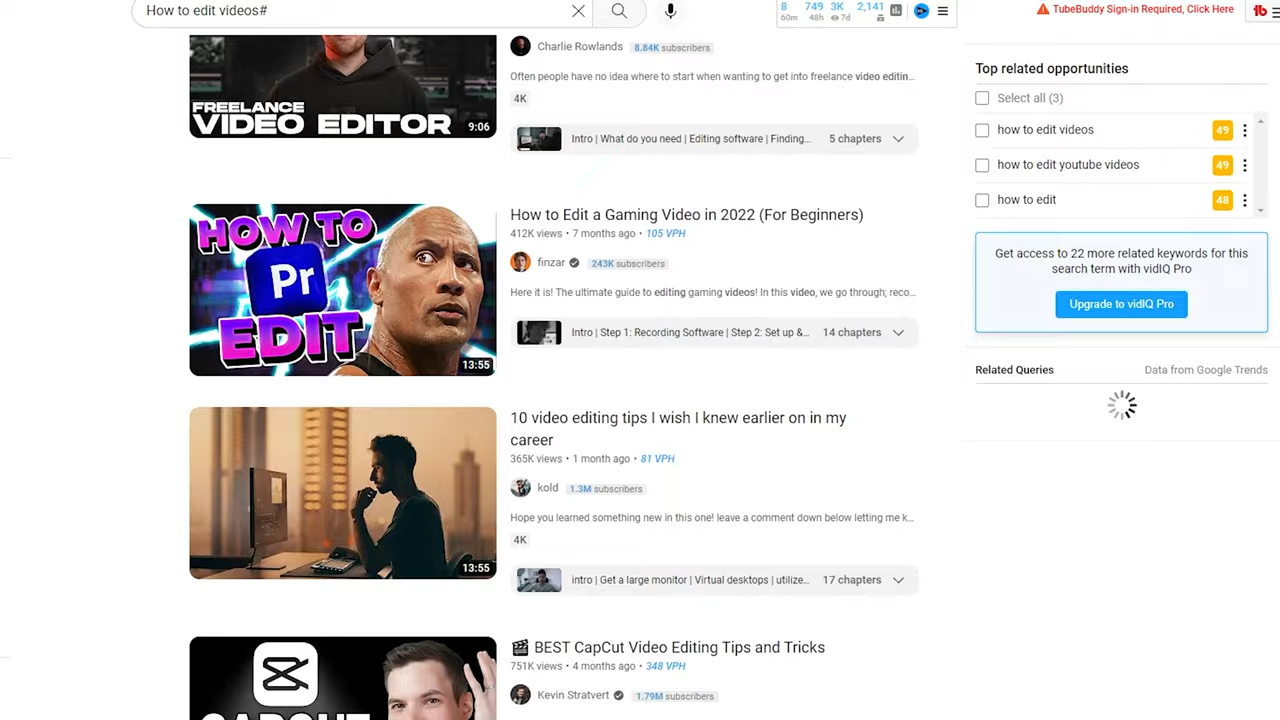 How to edit videos#
8 749 3K 2,141
60m 48h 7d
TubeBuddy Sign-in Required, Click Here
FREELANCE
VIDEO EDITOR
9:06
Charlie Rowlands 8.84K subscribers
Often people have no idea where to start when wanting to get into freelance video editin...
4K
Intro | What do you need | Editing software | Finding... 5 chapters
HOW TO
Pr
EDIT
13:55
How to Edit a Gaming Video in 2022 (For Beginners)
412K views • 7 months ago • 105 VPH
finzar 243K subscribers
Here it is! The ultimate guide to editing gaming videos! In this video, we go through; reco...
Intro | Step 1: Recording Software | Step 2: Set up &... 14 chapters
13:55
10 video editing tips I wish I knew earlier on in my
career
365K views • 1 month ago • 81 VPH
kold 1.3M subscribers
Hope you learned something new in this one! leave a comment down below letting me k...
4K
intro | Get a large monitor | Virtual desktops | utilize... 17 chapters
CAPCUT
🎬 BEST CapCut Video Editing Tips and Tricks
751K views • 4 months ago • 348 VPH
Kevin Stratvert 1.79M subscribers
Top related opportunities
Select all (3)
how to edit videos 49
how to edit youtube videos 49
how to edit 48
Get access to 22 more related keywords for this
search term with vidIQ Pro
Upgrade to vidIQ Pro
Related Queries Data from Google Trends